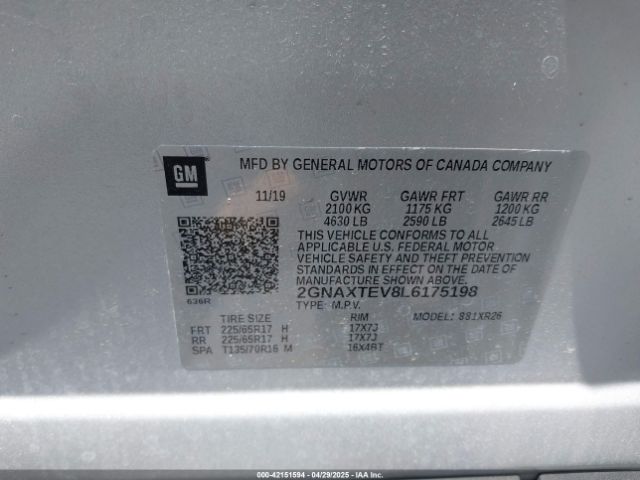 GM
MFD BY GENERAL MOTORS OF CANADA COMPANY
11/19 GVWR GAWR FRT GAWR RR
2100 KG 1175 KG 1200 KG
4630 LB 2590 LB 2645 LB
THIS VEHICLE CONFORMS TO ALL
APPLICABLE U.S. FEDERAL MOTOR
VEHICLE SAFETY AND THEFT PREVENTION
STANDARDS IN EFFECT ON THE DATE OF
MANUFACTURE SHOWN ABOVE.
2GNAXTEV8L6175198
636R
TYPE: M.P.V.
TIRE SIZE RIM MODEL: 881XR26
FRT 225/65R17 H 17X7J
RR 225/65R17 H 17X7J
SPA T135/70R16 M 16X4BT
000-42151594 - 04/29/2025 - IAAI.com